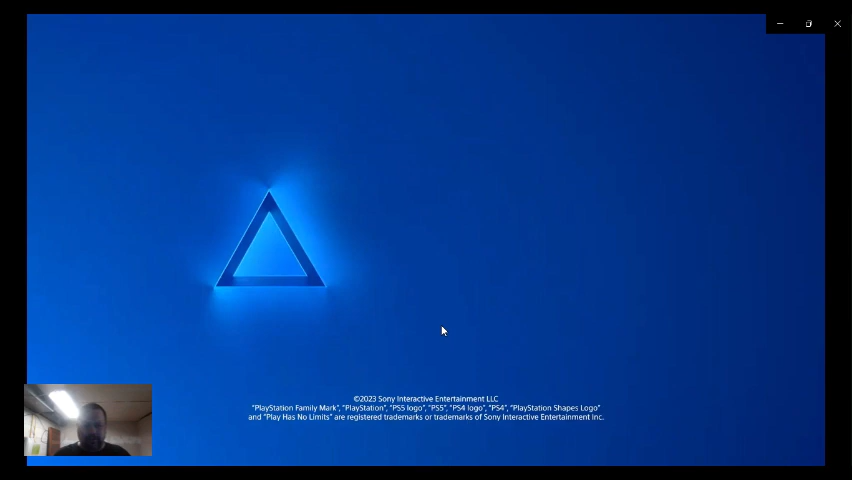 ©2023 Sony Interactive Entertainment LLC
"PlayStation Family Mark", "PlayStation", "PS5 logo", "PS5", "PS4 logo", "PS4", "PlayStation Shapes Logo"
and "Play Has No Limits" are registered trademarks or trademarks of Sony Interactive Entertainment Inc.